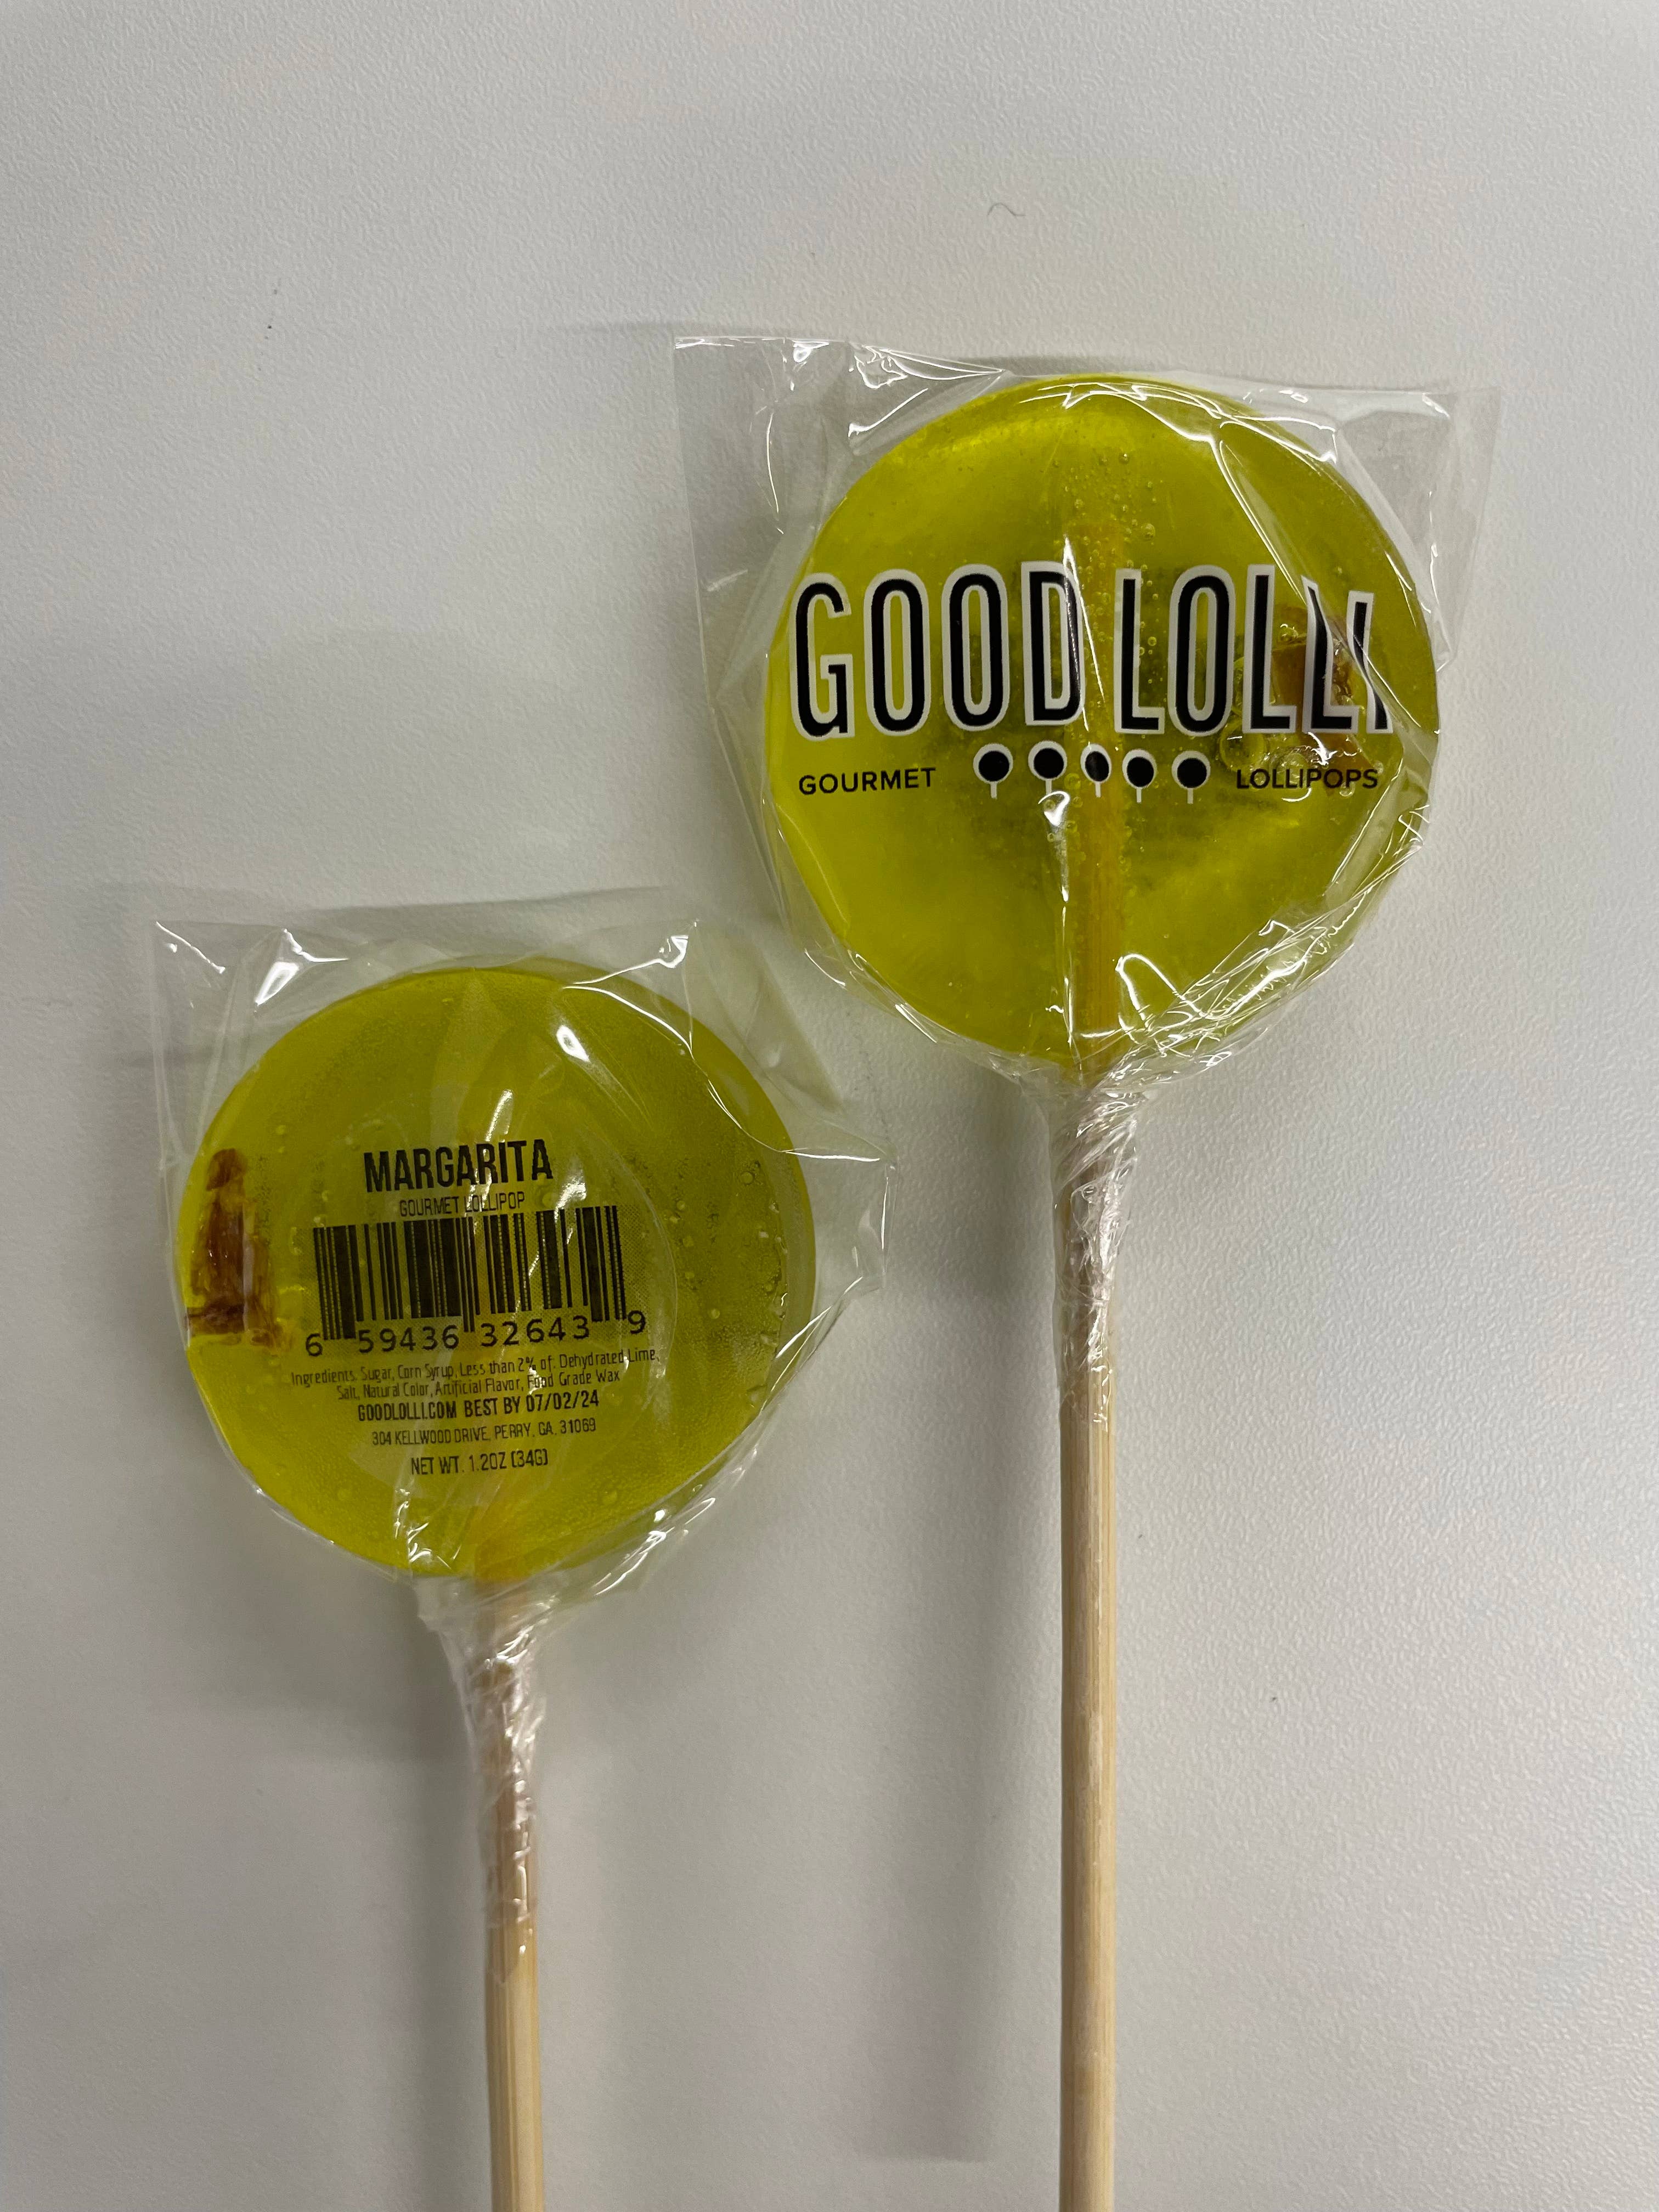 GOOD LOLLI
GOURMET LOLLIPOPS
MARGARITA
GOURMET LOLLIPOP
6 59436 32643 9
Ingredients: Sugar, Corn Syrup, Less than 2% of: Dehydrated Lime,
Salt, Natural Color, Artificial Flavor, Food Grade Wax
GOODLOLLI.COM BEST BY 07/02/24
304 KELLWOOD DRIVE, PERRY, GA, 31069
NET WT. 1.2OZ (34G)